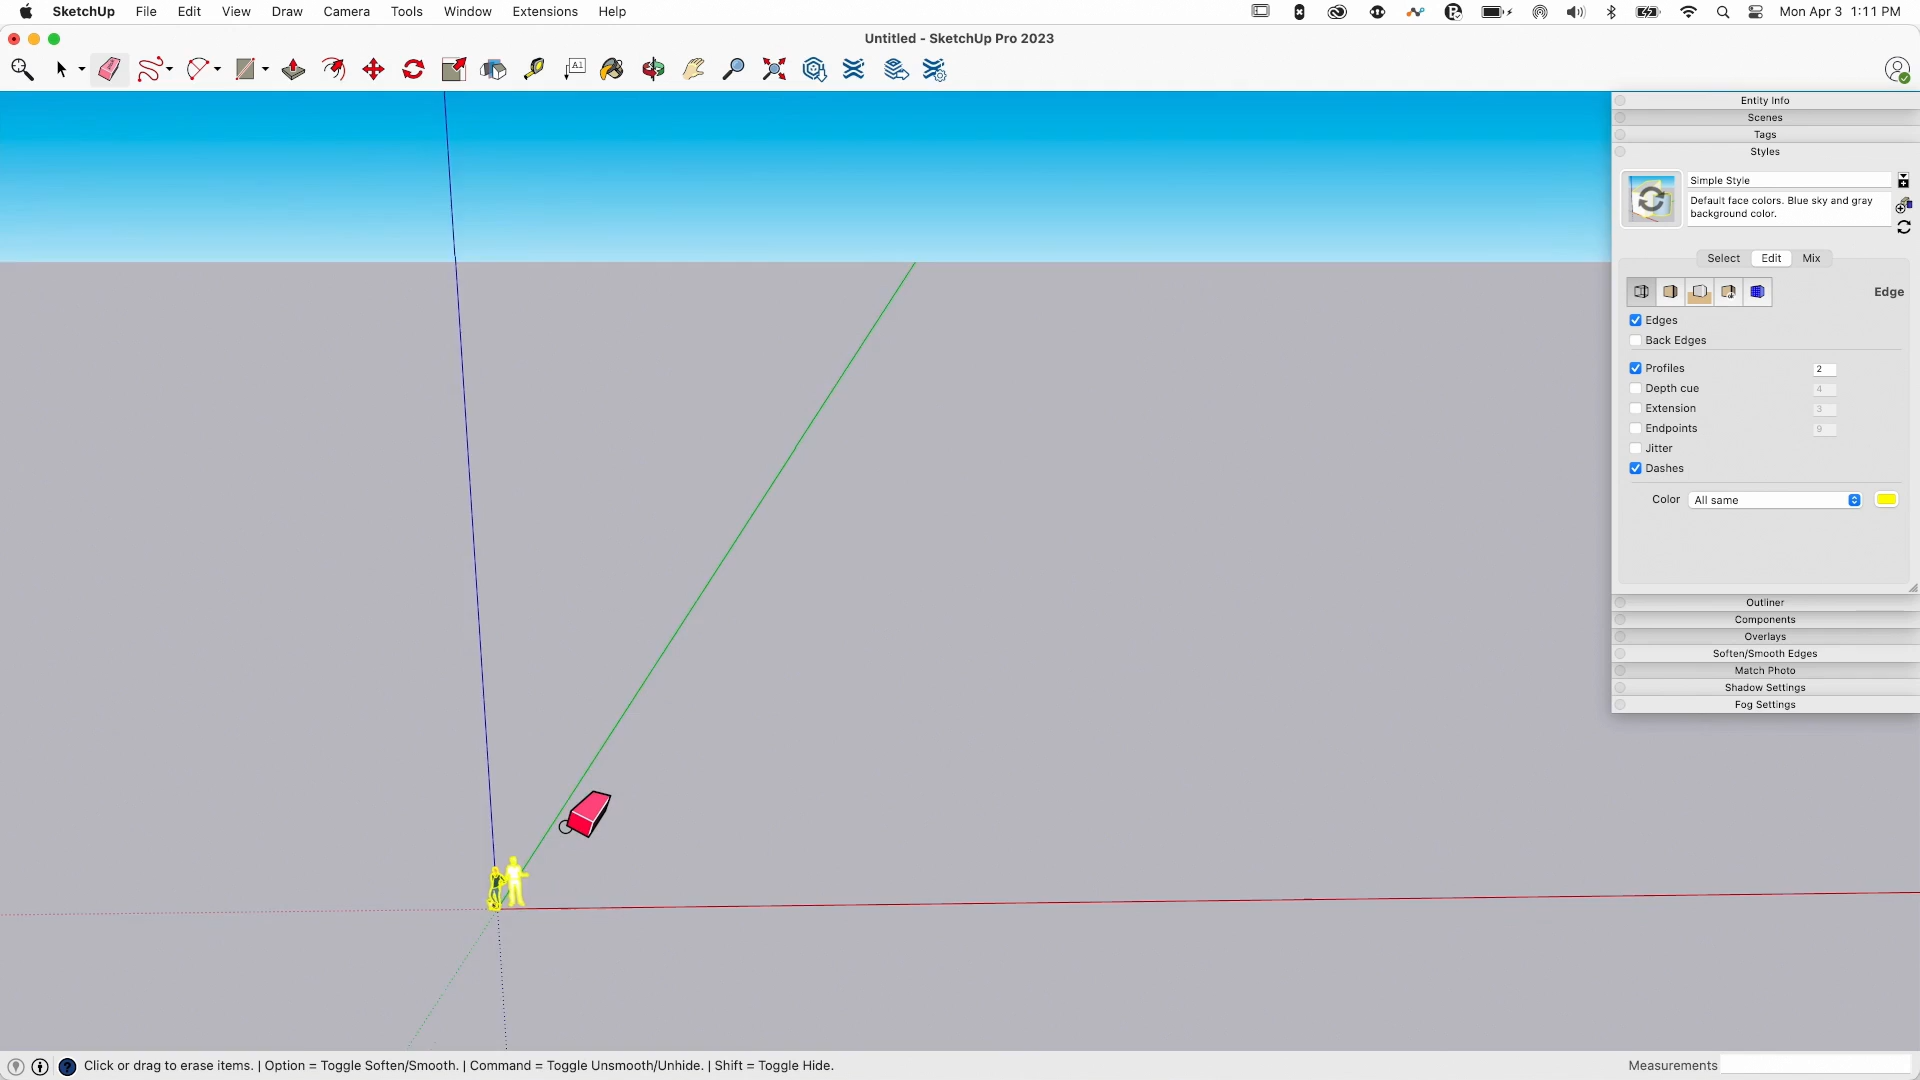 SketchUp File Edit View Draw Camera Tools Window Extensions Help Mon Apr 3 1:11 PM
Untitled - SketchUp Pro 2023
A1
Entity Info
Scenes
Tags
Styles
Simple Style
Default face colors. Blue sky and gray
background color.
Select Edit Mix
Edge
Edges
Back Edges
Profiles 2
Depth cue 4
Extension 3
Endpoints 9
Jitter
Dashes
Color All same
Outliner
Components
Overlays
Soften/Smooth Edges
Match Photo
Shadow Settings
Fog Settings
Click or drag to erase items. | Option = Toggle Soften/Smooth. | Command = Toggle Unsmooth/Unhide. | Shift = Toggle Hide.
Measurements